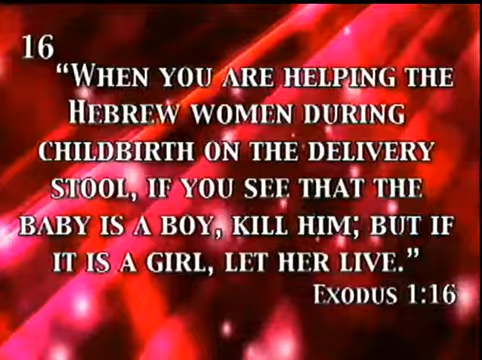 16
“When you are helping the
Hebrew women during
childbirth on the delivery
stool, if you see that the
baby is a boy, kill him; but if
it is a girl, let her live.”
Exodus 1:16